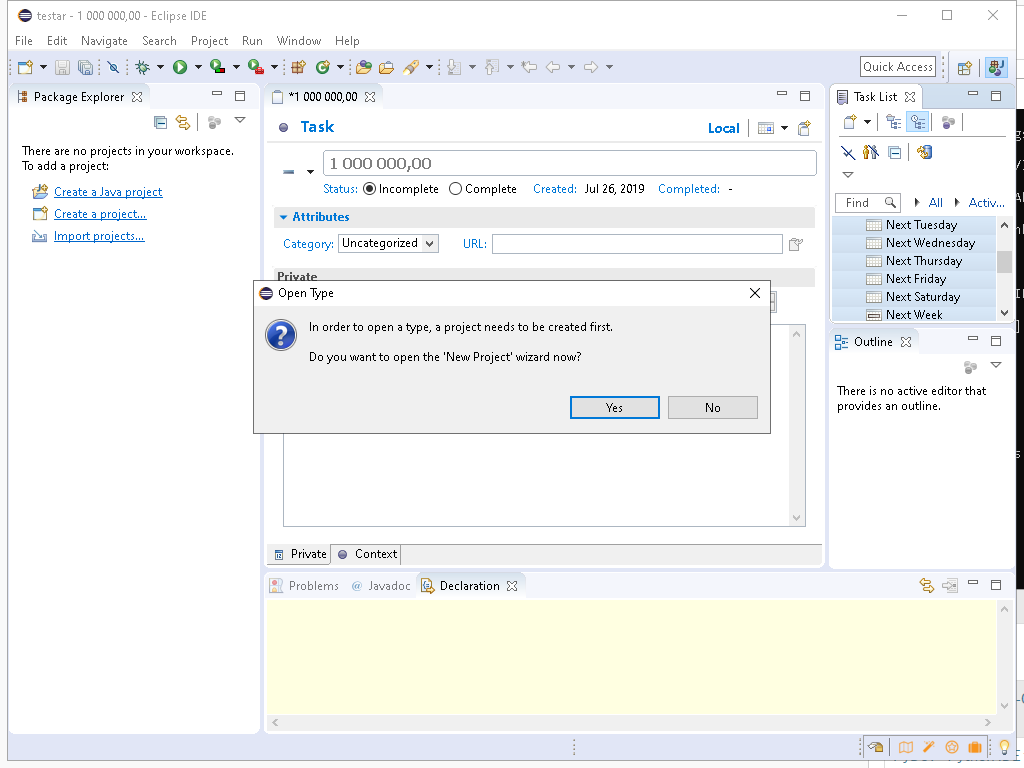 testar - 1 000 000,00 - Eclipse IDE
File Edit Navigate Search Project Run Window Help
Quick Access
Package Explorer
There are no projects in your workspace.
To add a project:
Create a Java project
Create a project...
Import projects...
*1 000 000,00
Task
Local
1 000 000,00
Status: Incomplete Complete Created: Jul 26, 2019 Completed: -
Attributes
Category: Uncategorized URL:
Private
Open Type
In order to open a type, a project needs to be created first.
Do you want to open the 'New Project' wizard now?
Yes No
Private Context
Task List
Find All Activ...
Next Tuesday
Next Wednesday
Next Thursday
Next Friday
Next Saturday
Next Week
Outline
There is no active editor that
provides an outline.
Problems @ Javadoc Declaration